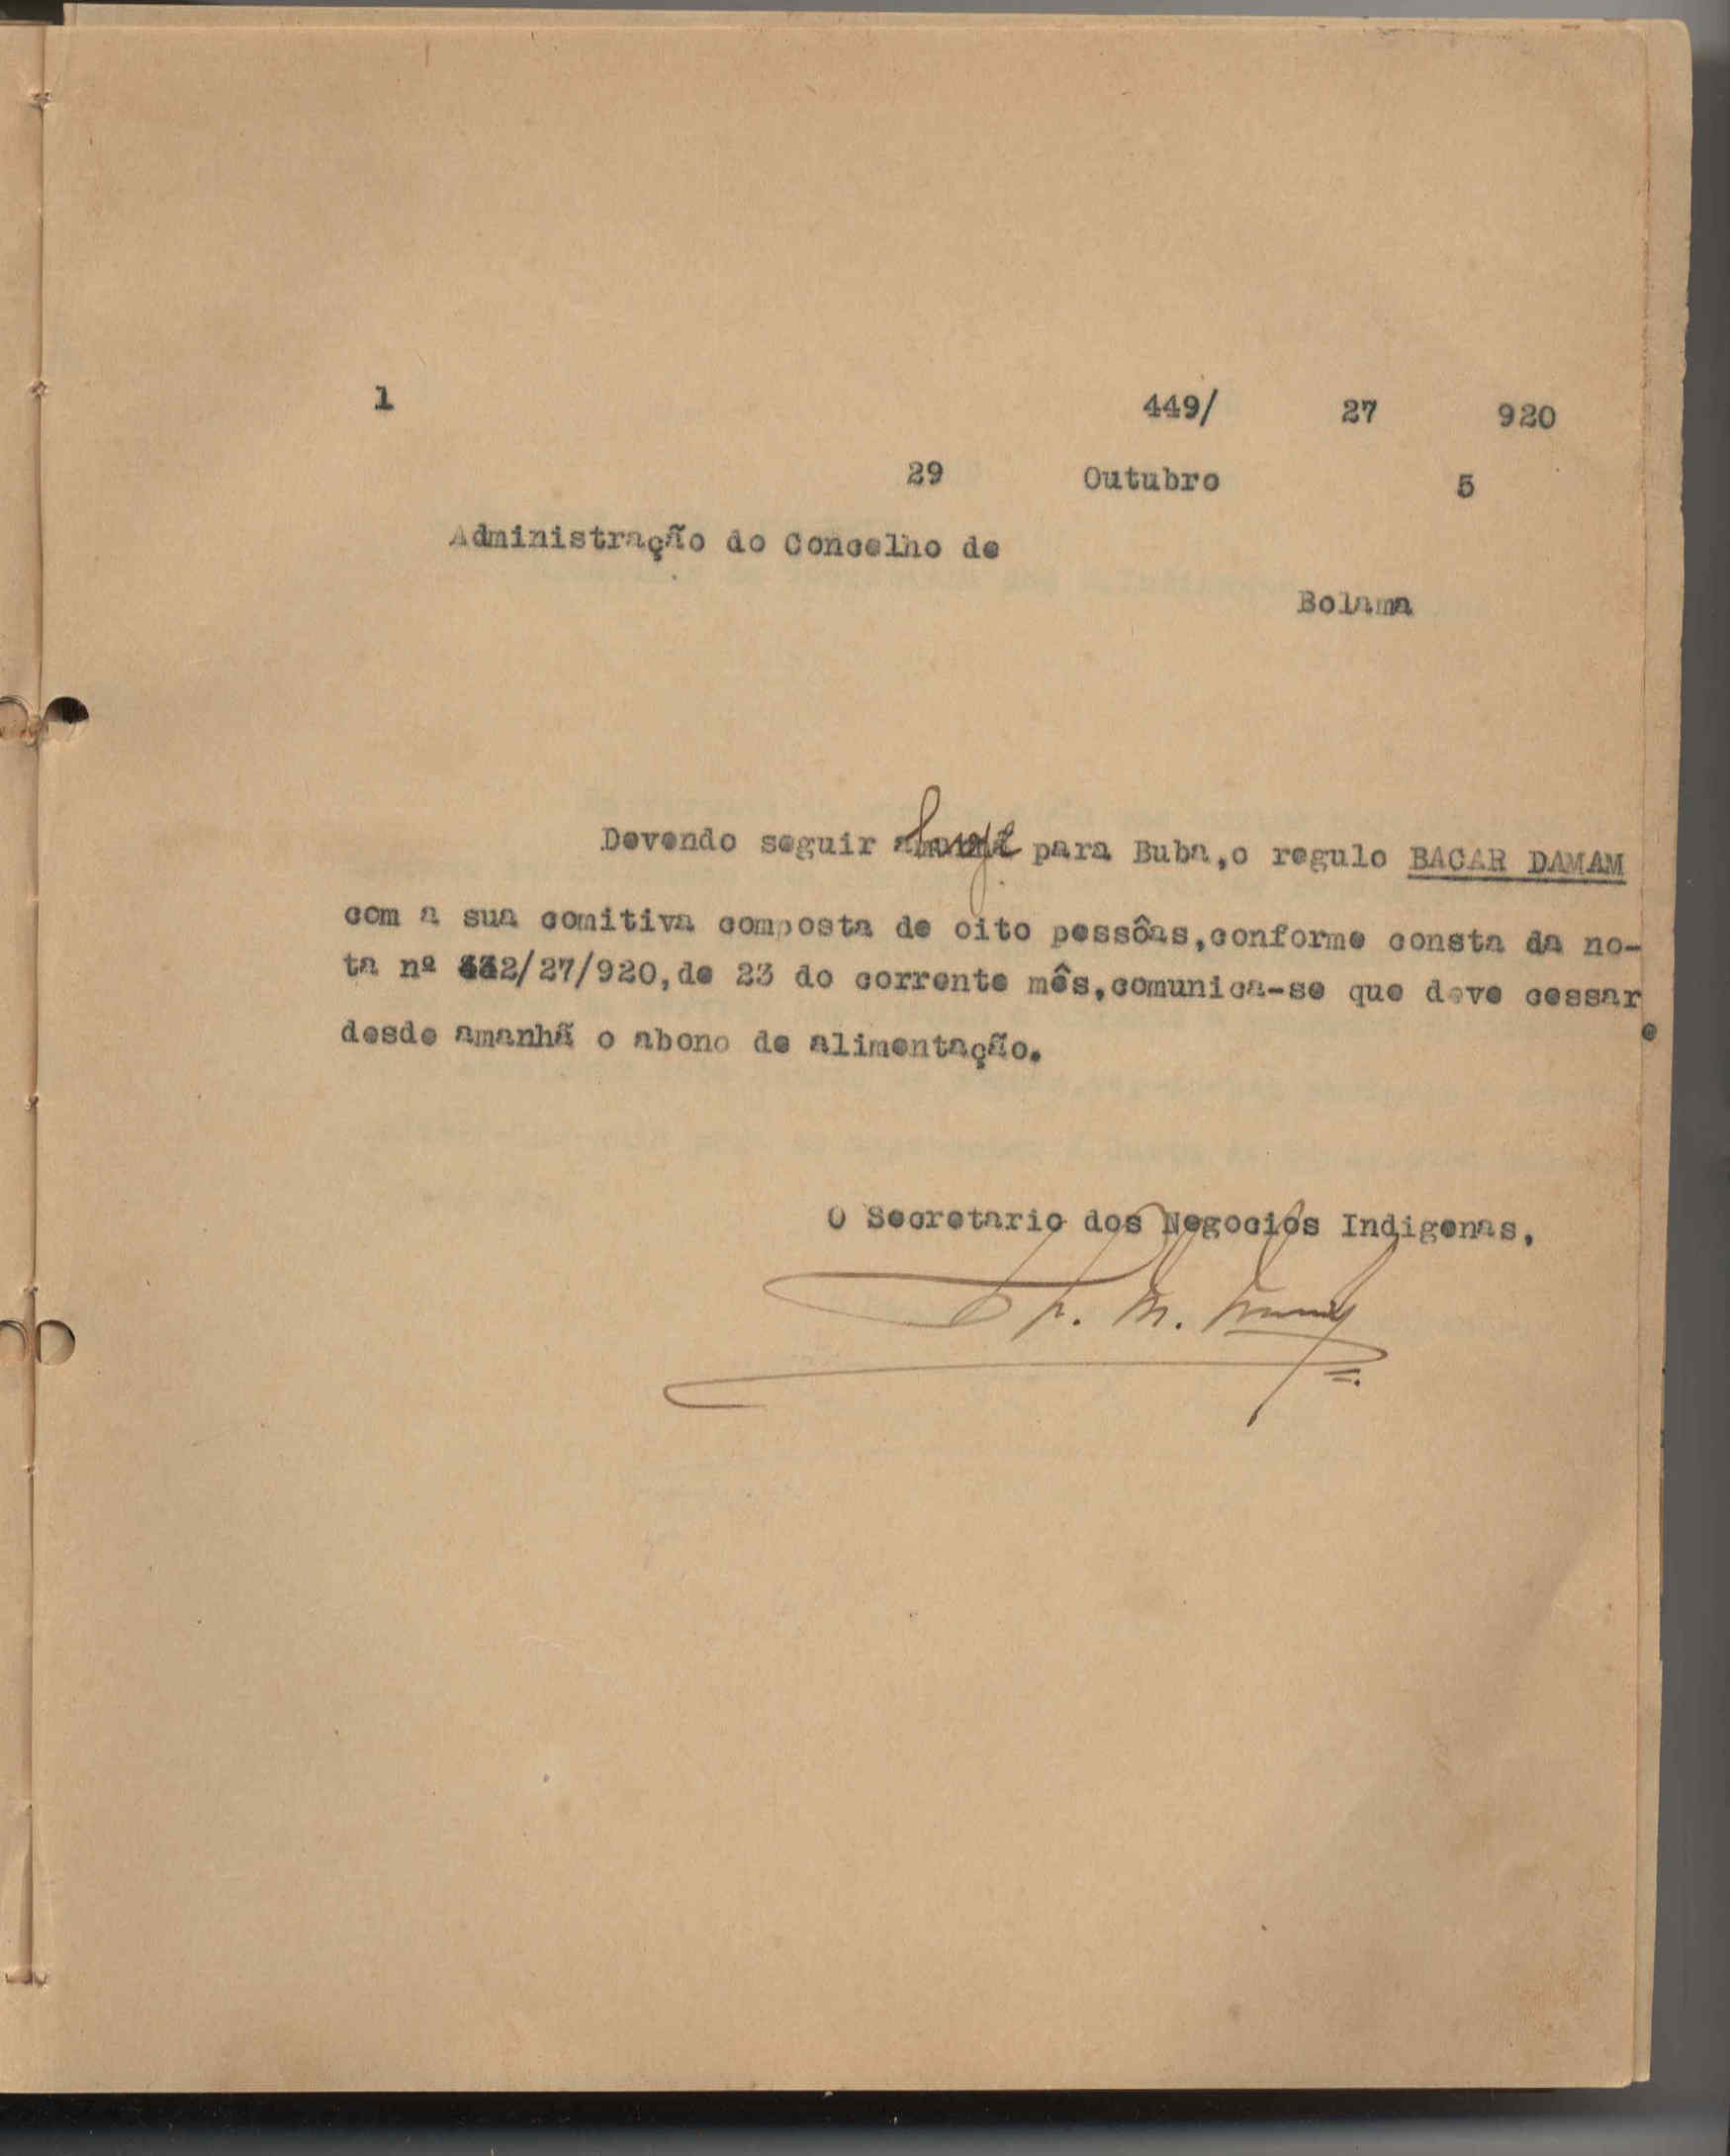 1 449/ 27 920
29 Outubro 5
Administração do Concelho de
Bolama
Devendo seguir hoje para Buba,o regulo BACAR DAMAM
com a sua comitiva composta de oito pessôas,conforme consta da no-
ta nº 432/27/920,de 23 do corrente mês,comunica-se que deve cessar
desde amanhã o abono de alimentação.
O Secretario dos Negocios Indigenas,